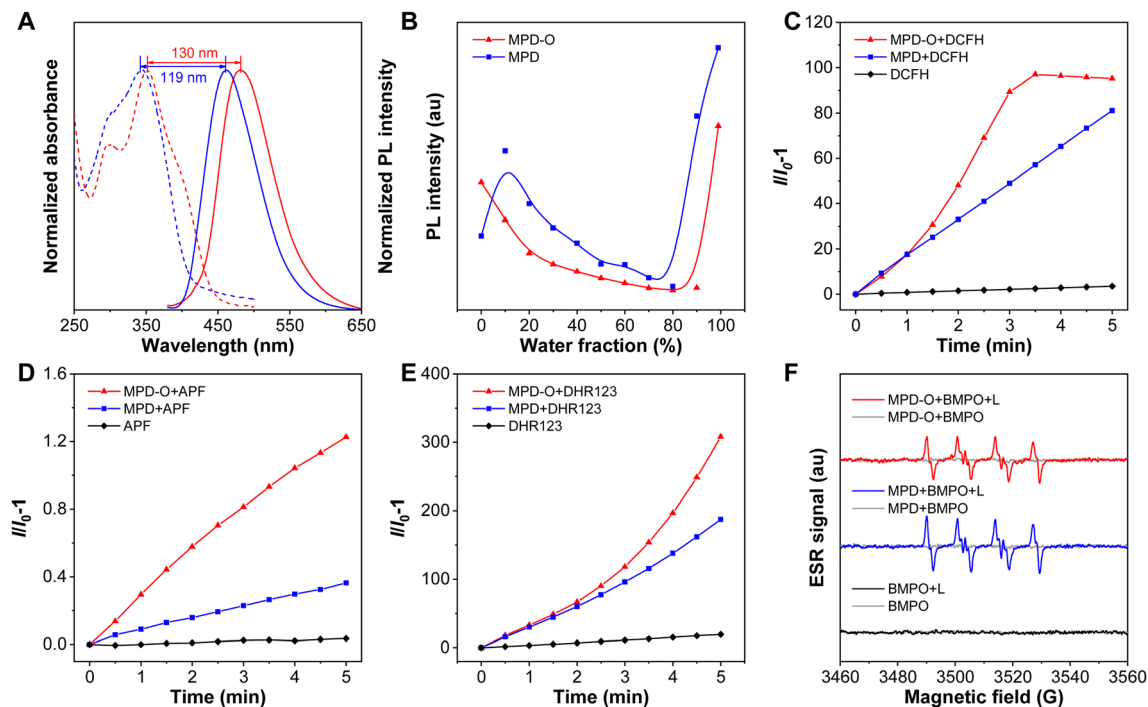 A
130 nm
119 nm
Normalized absorbance
Normalized PL intensity
250 350 450 550 650
Wavelength (nm)
B
MPD-O
MPD
PL intensity (au)
0 20 40 60 80 100
Water fraction (%)
C
MPD-O+DCFH
MPD+DCFH
DCFH
I/I0-1
100
80
60
40
20
0
0 1 2 3 4 5
Time (min)
D
MPD-O+APF
MPD+APF
APF
I/I0-1
1.6
1.2
0.8
0.4
0.0
0 1 2 3 4 5
Time (min)
E
MPD-O+DHR123
MPD+DHR123
DHR123
I/I0-1
400
300
200
100
0
0 1 2 3 4 5
Time (min)
F
MPD-O+BMPO+L
MPD-O+BMPO
MPD+BMPO+L
MPD+BMPO
BMPO+L
BMPO
ESR signal (au)
3460 3480 3500 3520 3540 3560
Magnetic field (G)